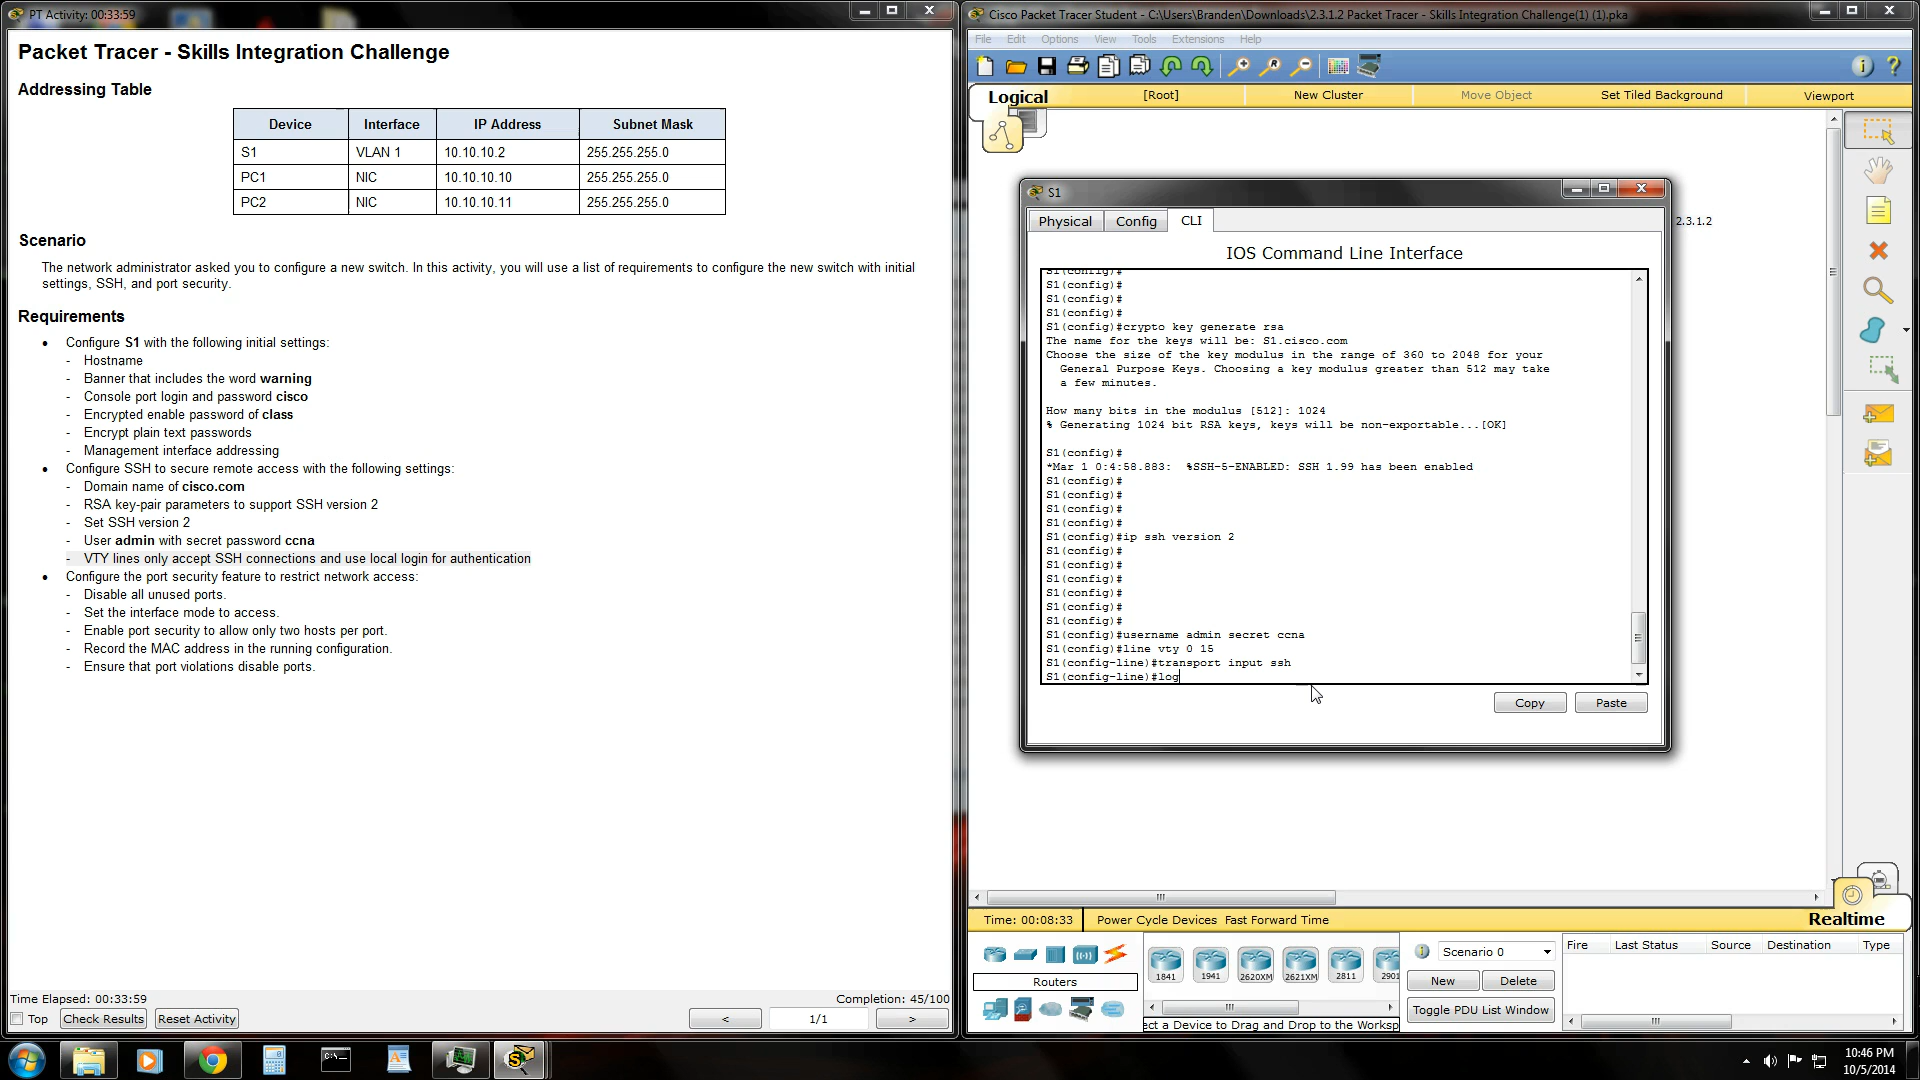 PT Activity: 00:33:59
Packet Tracer - Skills Integration Challenge
Addressing Table
Device Interface IP Address Subnet Mask
S1 VLAN 1 10.10.10.2 255.255.255.0
PC1 NIC 10.10.10.10 255.255.255.0
PC2 NIC 10.10.10.11 255.255.255.0
Scenario
The network administrator asked you to configure a new switch. In this activity, you will use a list of requirements to configure the new switch with initial
settings, SSH, and port security.
Requirements
• Configure S1 with the following initial settings:
- Hostname
- Banner that includes the word warning
- Console port login and password cisco
- Encrypted enable password of class
- Encrypt plain text passwords
- Management interface addressing
• Configure SSH to secure remote access with the following settings:
- Domain name of cisco.com
- RSA key-pair parameters to support SSH version 2
- Set SSH version 2
- User admin with secret password ccna
- VTY lines only accept SSH connections and use local login for authentication
• Configure the port security feature to restrict network access:
- Disable all unused ports.
- Set the interface mode to access.
- Enable port security to allow only two hosts per port.
- Record the MAC address in the running configuration.
- Ensure that port violations disable ports.
Time Elapsed: 00:33:59 Completion: 45/100
Top Check Results Reset Activity < 1/1 >
Cisco Packet Tracer Student - C:\Users\Branden\Downloads\2.3.1.2 Packet Tracer - Skills Integration Challenge(1) (1).pka
File Edit Options View Tools Extensions Help
Logical [Root] New Cluster Move Object Set Tiled Background Viewport
2.3.1.2
S1
Physical Config CLI
IOS Command Line Interface
S1(config)#
S1(config)#
S1(config)#
S1(config)#
S1(config)#crypto key generate rsa
The name for the keys will be: S1.cisco.com
Choose the size of the key modulus in the range of 360 to 2048 for your
General Purpose Keys. Choosing a key modulus greater than 512 may take
a few minutes.
How many bits in the modulus [512]: 1024
% Generating 1024 bit RSA keys, keys will be non-exportable...[OK]
S1(config)#
*Mar 1 0:4:58.883: %SSH-5-ENABLED: SSH 1.99 has been enabled
S1(config)#
S1(config)#
S1(config)#
S1(config)#
S1(config)#ip ssh version 2
S1(config)#
S1(config)#
S1(config)#
S1(config)#
S1(config)#
S1(config)#
S1(config)#username admin secret ccna
S1(config)#line vty 0 15
S1(config-line)#transport input ssh
S1(config-line)#log
Copy Paste
Time: 00:08:33 Power Cycle Devices Fast Forward Time
Realtime
1841 1941 2620XM 2621XM 2811 290
Routers
ect a Device to Drag and Drop to the Worksp
Scenario 0
New Delete
Toggle PDU List Window
Fire Last Status Source Destination Type
10:46 PM
10/5/2014